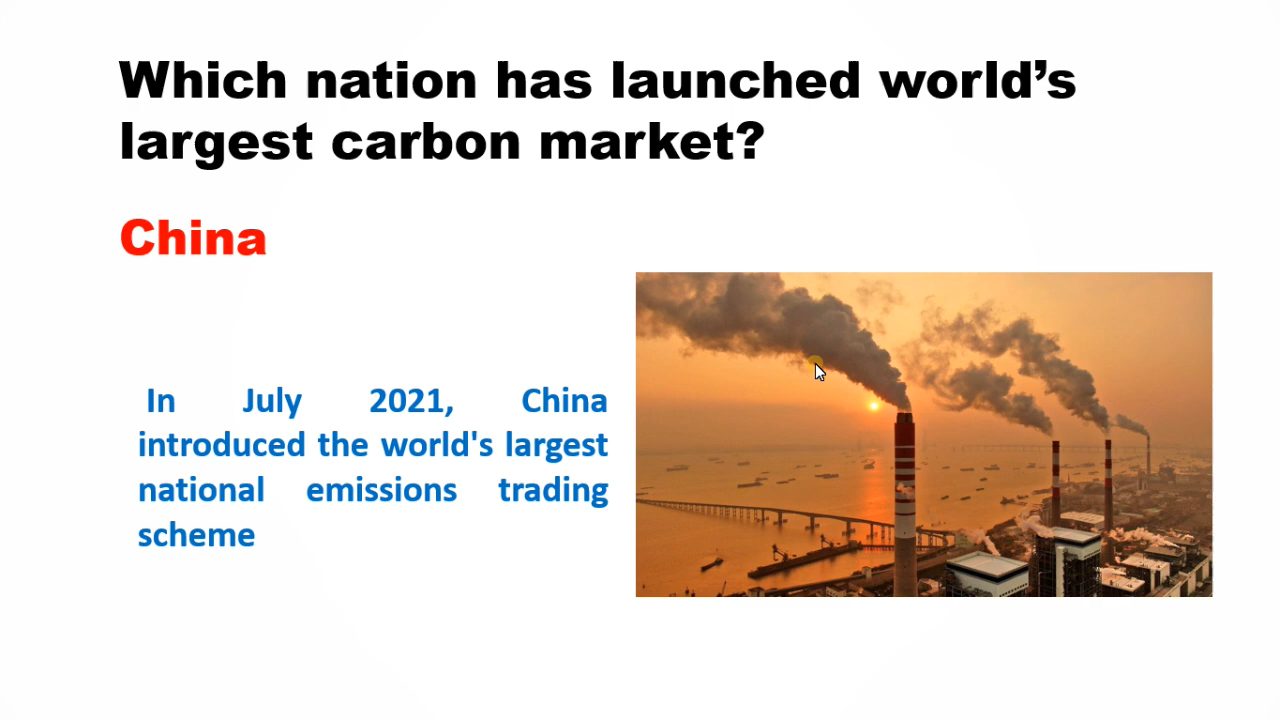 Which nation has launched world’s
largest carbon market?
China
In July 2021, China
introduced the world's largest
national emissions trading
scheme